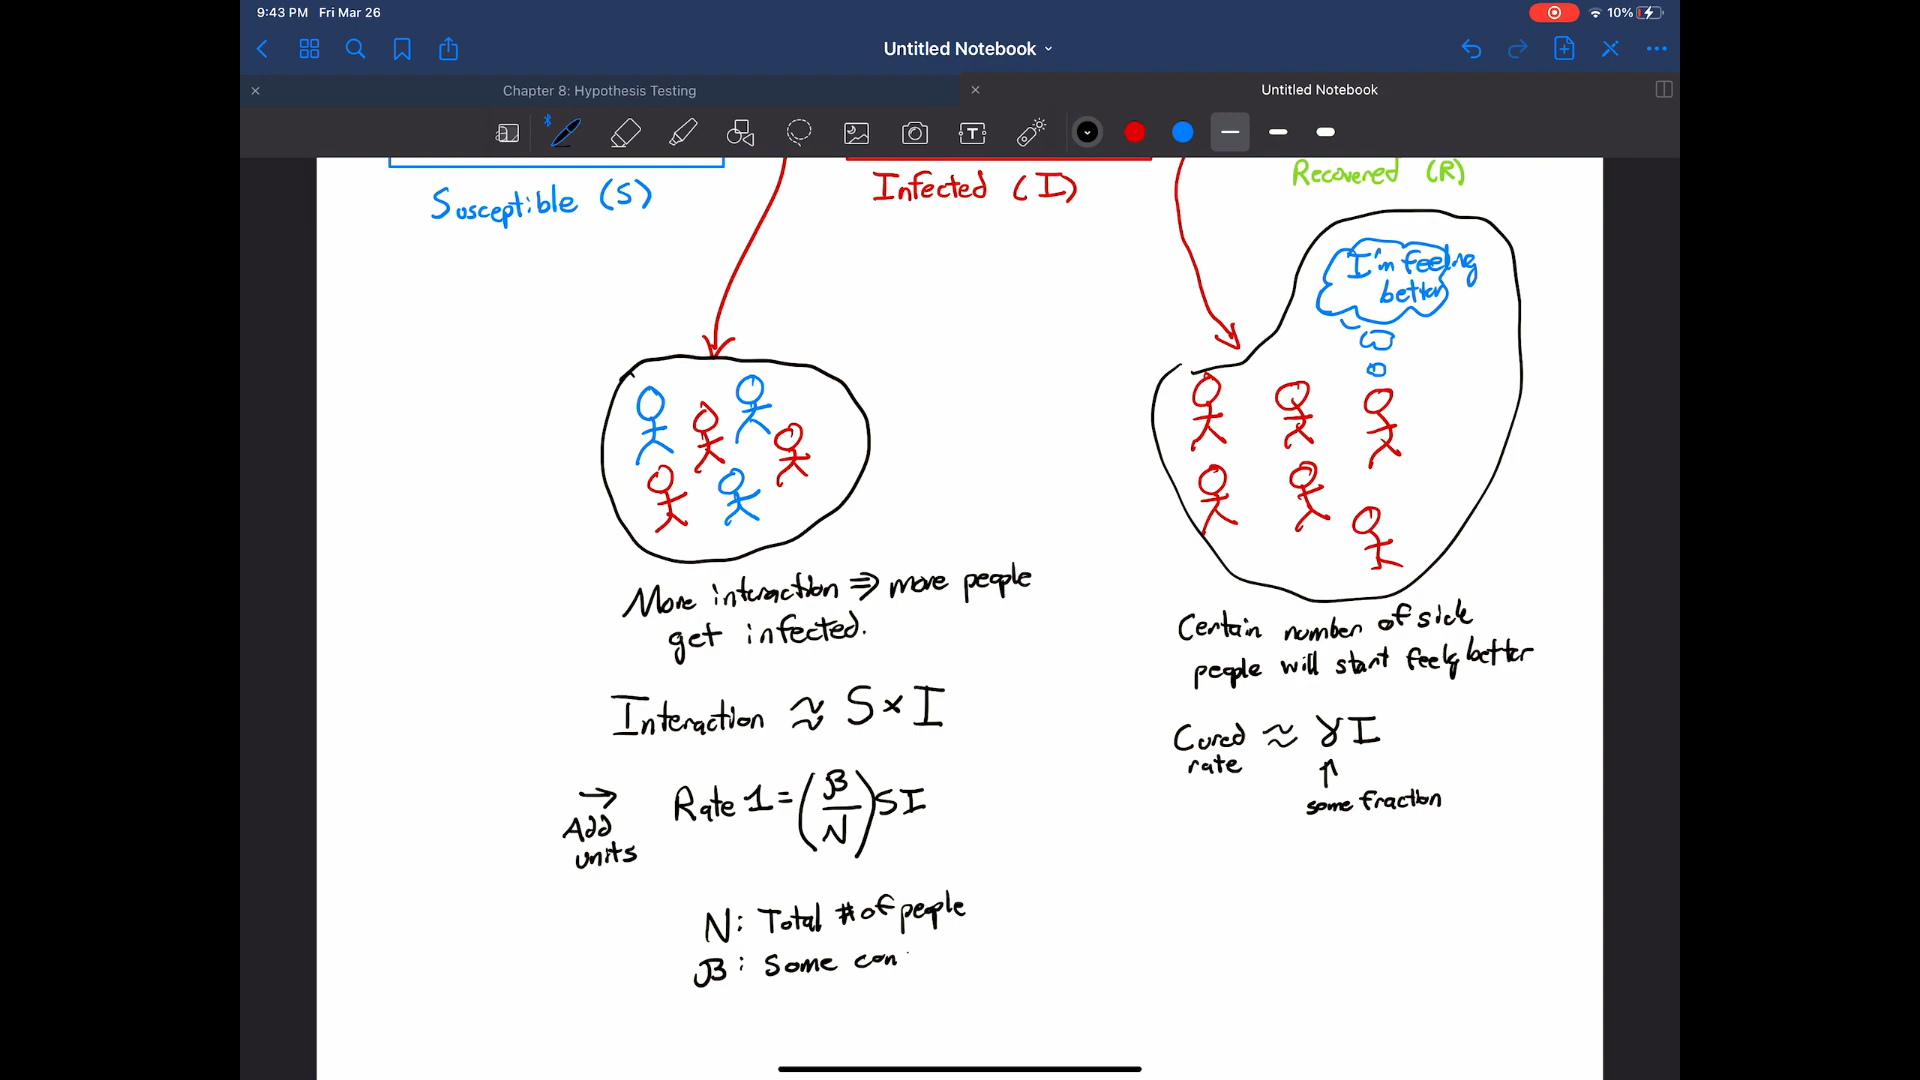 9:43 PM Fri Mar 26
10%
Untitled Notebook
Chapter 8: Hypothesis Testing
Untitled Notebook
T
Susceptible (S)
Infected (I)
Recovered (R)
I'm feeling
better
More interaction ⇒ more people
get infected.
Interaction ≈ S × I
→
Add
units
Rate 1 = (β/N) SI
N: Total # of people
β: Some con
Certain number of sick
people will start feely better
Cured
rate
≈ γ I
↑
some fraction